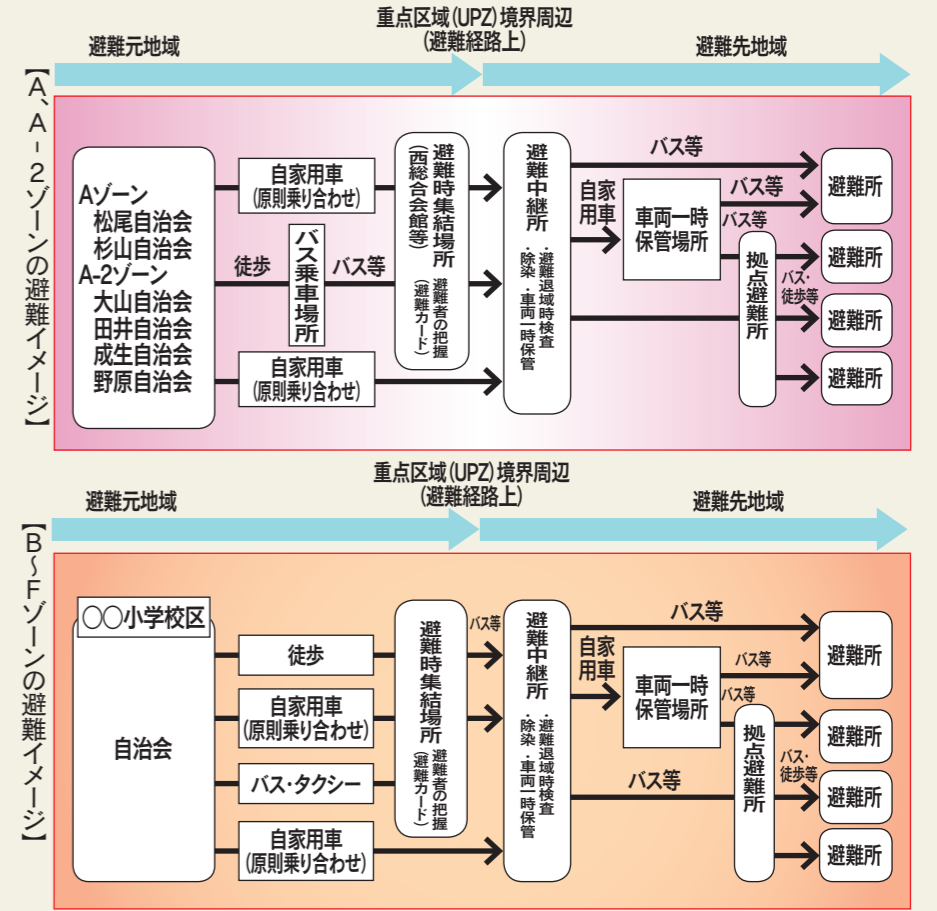 重点区域(UPZ)境界周辺
(避難経路上)
避難元地域
避難先地域
【A、A-2ゾーンの避難イメージ】
Aゾーン
松尾自治会
杉山自治会
A-2ゾーン
大山自治会
田井自治会
成生自治会
野原自治会
自家用車
(原則乗り合わせ)
徒歩
バス乗車場所
バス等
自家用車
(原則乗り合わせ)
避難時集結場所
(西総合会館等)
避難者の把握
(避難カード)
避難中継所
・避難退域時検査
・除染・車両一時保管
バス等
自家
用車
車両一時
保管場所
バス等
バス等
拠点避難所
バス・
徒歩等
避難所
避難所
避難所
避難所
重点区域(UPZ)境界周辺
(避難経路上)
避難元地域
避難先地域
【B~Fゾーンの避難イメージ】
〇〇小学校区
自治会
徒歩
自家用車
(原則乗り合わせ)
バス・タクシー
自家用車
(原則乗り合わせ)
避難時集結場所
避難者の把握
(避難カード)
バス等
避難中継所
・避難退域時検査
・除染・車両一時保管
バス等
自家
用車
車両一時
保管場所
バス等
バス等
バス等
拠点避難所
バス・
徒歩等
避難所
避難所
避難所
避難所